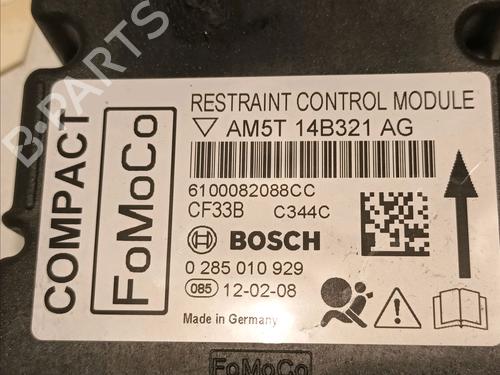 COMPACT
FoMoCo
RESTRAINT CONTROL MODULE
AM5T 14B321 AG
6100082088CC
CF33B C344C
BOSCH
0 285 010 929
085 12-02-08
Made in Germany
FoMoCo
B-PARTS